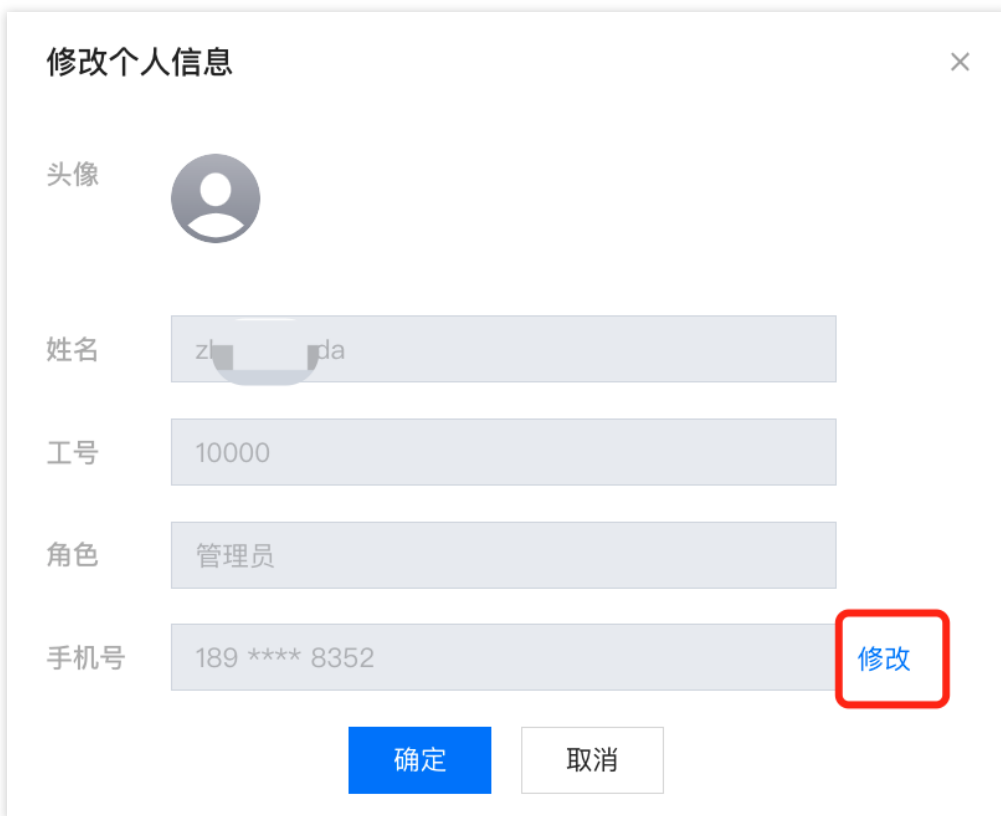 修改个人信息
头像
姓名
工号 10000
角色 管理员
手机号 189 **** 8352 修改
确定 取消